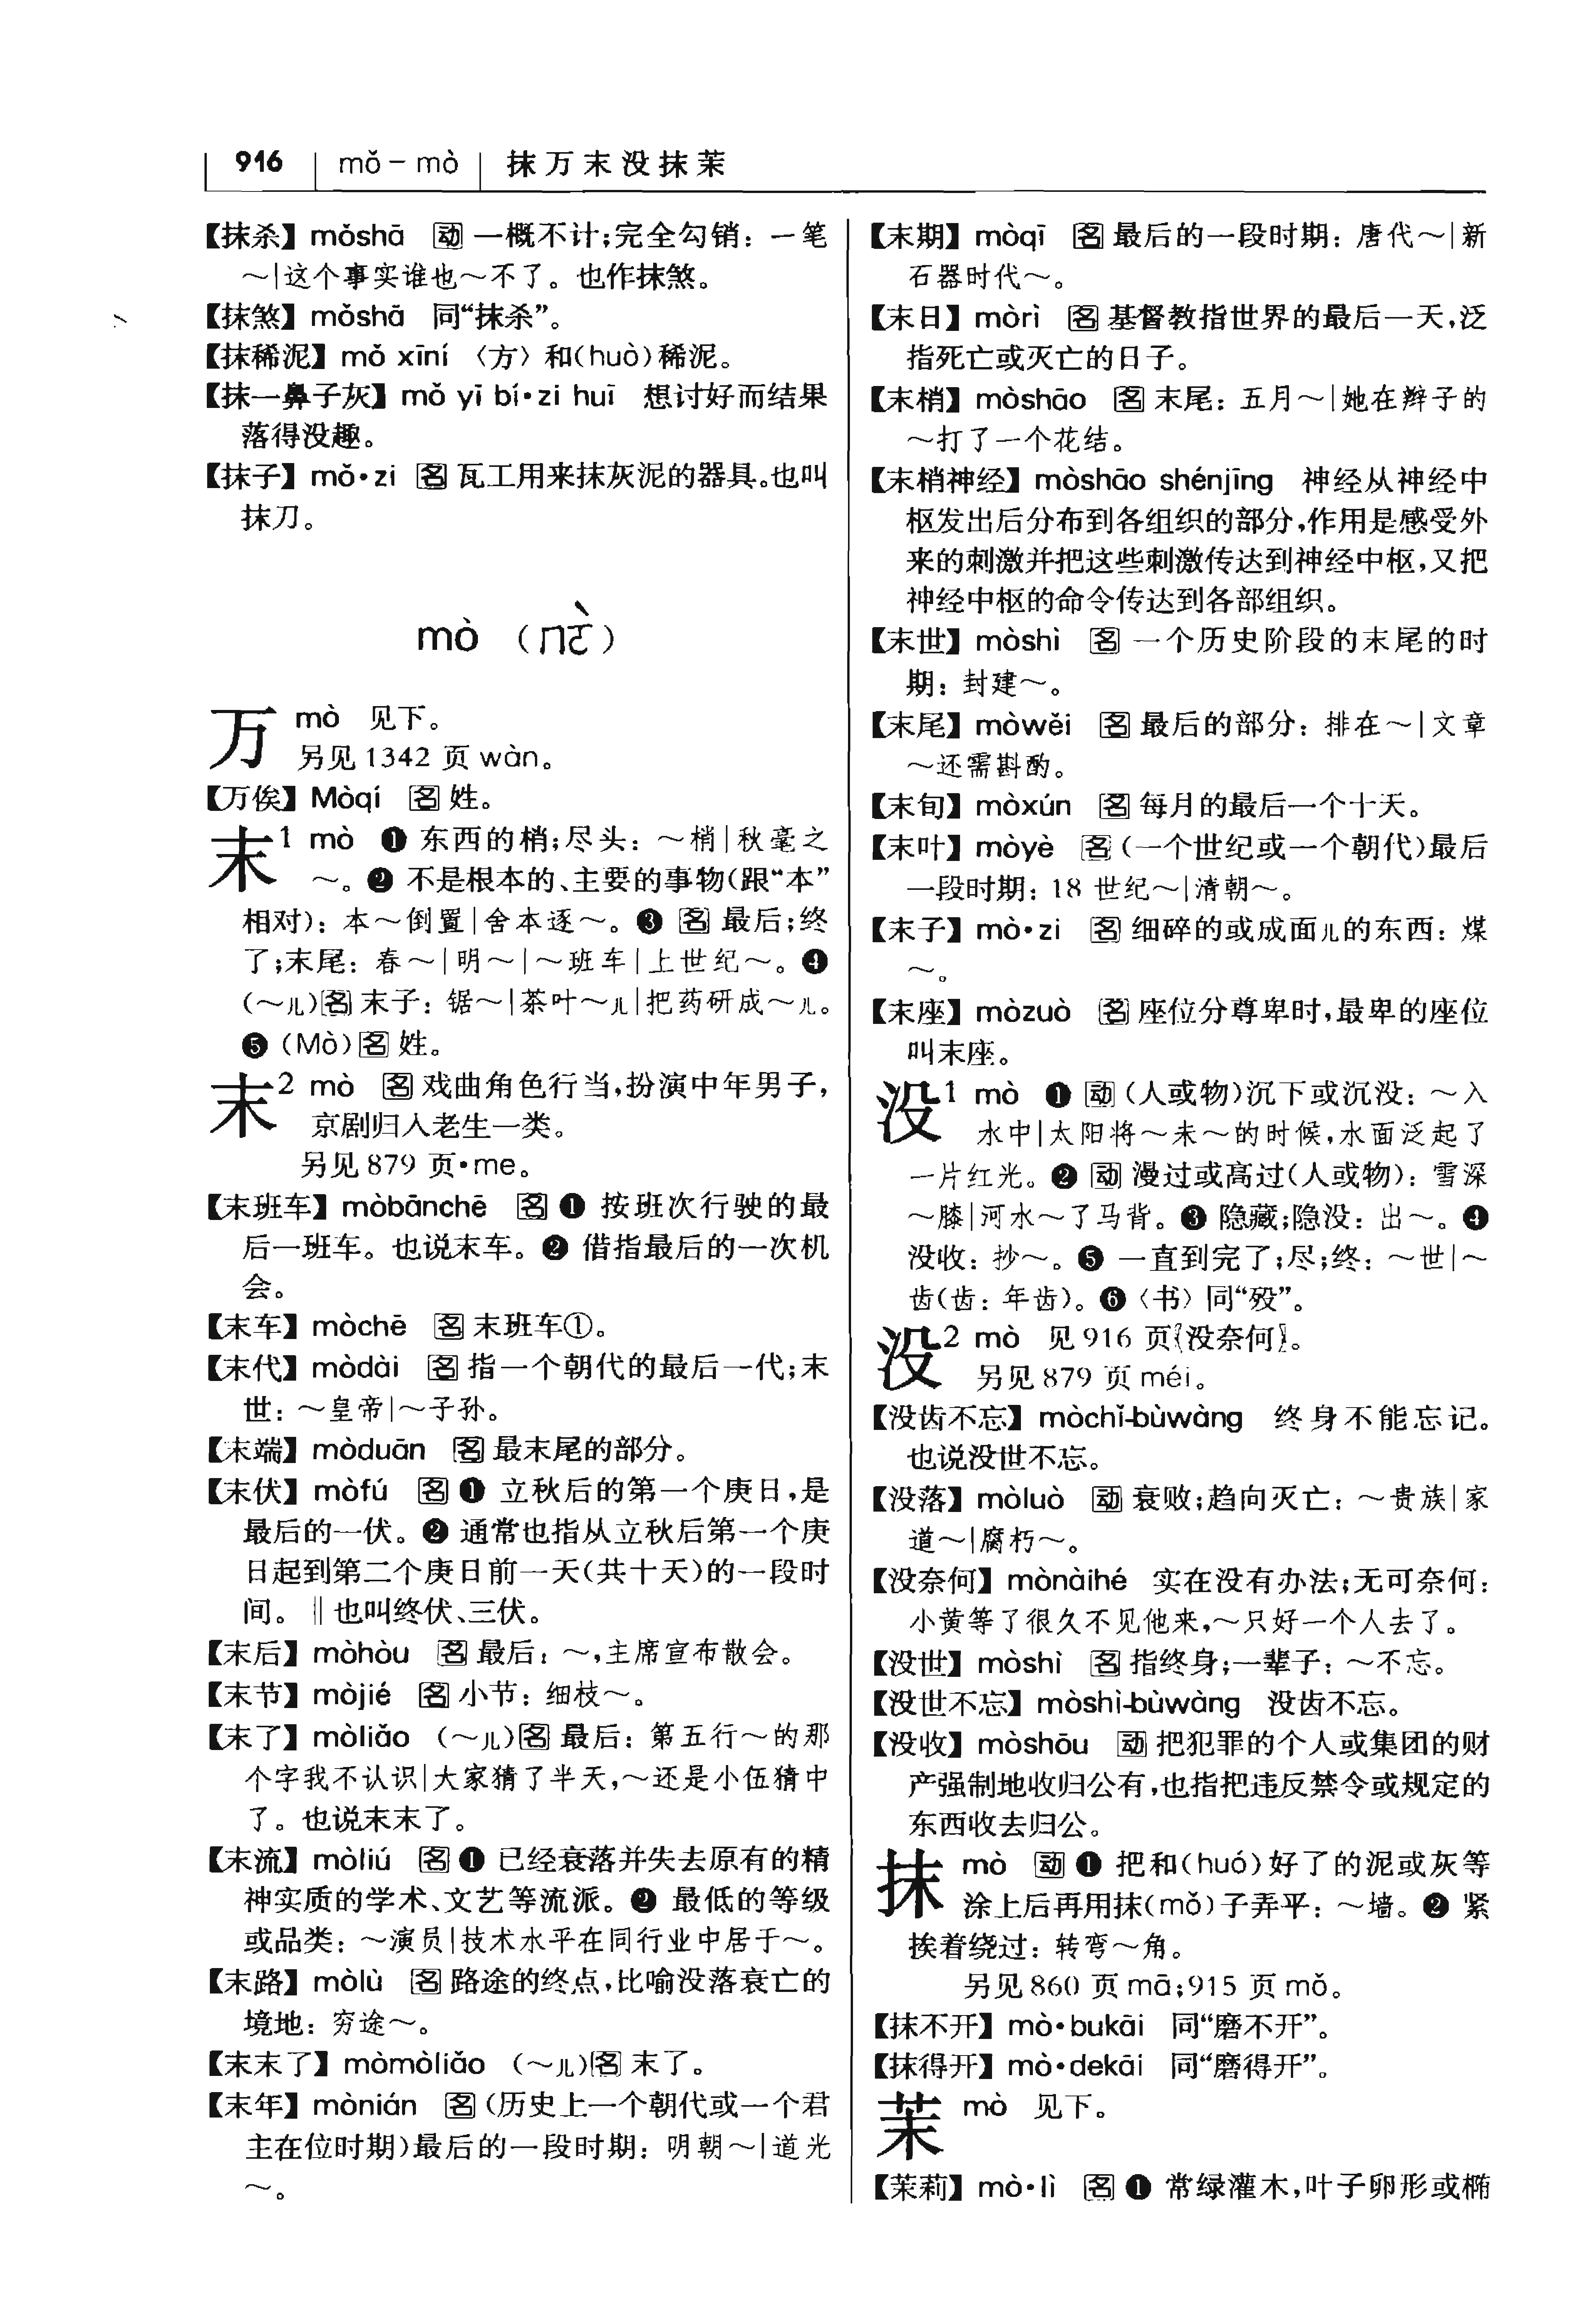 916 mǒ－mò 抹万末没抹茉
【抹杀】mǒshā 动 一概不计;完全勾销：一笔
～|这个事实谁也～不了。也作抹煞。
【抹煞】mǒshā 同“抹杀”。
【抹稀泥】mǒ xīní〈方〉和(huò)稀泥。
【抹一鼻子灰】mǒ yī bí·zi huī 想讨好而结果
落得没趣。
【抹子】mǒ·zi 名 瓦工用来抹灰泥的器具。也叫
抹刀。
mò （ㄇㄛˋ）
万 mò 见下。
另见1342 页 wàn。
【万俟】Mòqí 名 姓。
末1 mò ❶ 东西的梢;尽头：～梢|秋毫之
～。❷ 不是根本的、主要的事物(跟“本”
相对)：本～倒置|舍本逐～。❸ 名 最后;终
了;末尾：春～|明～|～班车|上世纪～。❹
(～儿)名 末子：锯～|茶叶～儿|把药研成～儿。
❺ (Mò) 名 姓。
末2 mò 名 戏曲角色行当,扮演中年男子,
京剧归入老生一类。
另见879 页·me。
【末班车】mòbānchē 名 ❶ 按班次行驶的最
后一班车。也说末车。❷ 借指最后的一次机
会。
【末车】mòchē 名 末班车①。
【末代】mòdài 名 指一个朝代的最后一代;末
世：～皇帝|～子孙。
【末端】mòduān 名 最末尾的部分。
【末伏】mòfú 名 ❶ 立秋后的第一个庚日,是
最后的一伏。❷ 通常也指从立秋后第一个庚
日起到第二个庚日前一天(共十天)的一段时
间。‖ 也叫终伏、三伏。
【末后】mòhòu 名 最后：～,主席宣布散会。
【末节】mòjié 名 小节：细枝～。
【末了】mòliǎo (～儿)名 最后：第五行～的那
个字我不认识|大家猜了半天,～还是小伍猜中
了。也说末末了。
【末流】mòliú 名 ❶ 已经衰落并失去原有的精
神实质的学术、文艺等流派。❷ 最低的等级
或品类：～演员|技术水平在同行业中居于～。
【末路】mòlù 名 路途的终点,比喻没落衰亡的
境地：穷途～。
【末末了】mòmòliǎo (～儿)名 末了。
【末年】mònián 名 (历史上一个朝代或一个君
主在位时期)最后的一段时期：明朝～|道光
～。
【末期】mòqī 名 最后的一段时期：唐代～|新
石器时代～。
【末日】mòrì 名 基督教指世界的最后一天,泛
指死亡或灭亡的日子。
【末梢】mòshāo 名 末尾：五月～|她在辫子的
～打了一个花结。
【末梢神经】mòshāo shénjīng 神经从神经中
枢发出后分布到各组织的部分,作用是感受外
来的刺激并把这些刺激传达到神经中枢,又把
神经中枢的命令传达到各部组织。
【末世】mòshì 名 一个历史阶段的末尾的时
期：封建～。
【末尾】mòwěi 名 最后的部分：排在～|文章
～还需斟酌。
【末旬】mòxún 名 每月的最后一个十天。
【末叶】mòyè 名 (一个世纪或一个朝代)最后
一段时期：18 世纪～|清朝～。
【末子】mò·zi 名 细碎的或成面儿的东西：煤
～。
【末座】mòzuò 名 座位分尊卑时,最卑的座位
叫末座。
没1 mò ❶ 动 (人或物)沉下或沉没：～入
水中|太阳将～未～的时候,水面泛起了
一片红光。❷ 动 漫过或高过(人或物)：雪深
～膝|河水～了马背。❸ 隐藏;隐没：出～。❹
没收：抄～。❺ 一直到完了;尽;终：～世|～
齿(齿：年齿)。❻〈书〉同“殁”。
没2 mò 见916 页〖没奈何〗。
另见879 页 méi。
【没齿不忘】mòchǐ-bùwàng 终身不能忘记。
也说没世不忘。
【没落】mòluò 动 衰败;趋向灭亡：～贵族|家
道～|腐朽～。
【没奈何】mònàihé 实在没有办法;无可奈何：
小黄等了很久不见他来,～只好一个人去了。
【没世】mòshì 名 指终身;一辈子：～不忘。
【没世不忘】mòshì-bùwàng 没齿不忘。
【没收】mòshōu 动 把犯罪的个人或集团的财
产强制地收归公有,也指把违反禁令或规定的
东西收去归公。
抹 mò 动 ❶ 把和(huó)好了的泥或灰等
涂上后再用抹(mǒ)子弄平：～墙。❷ 紧
挨着绕过：转弯～角。
另见860 页 mā;915 页 mǒ。
【抹不开】mò·bukāi 同“磨不开”。
【抹得开】mò·dekāi 同“磨得开”。
茉 mò 见下。
【茉莉】mò·lì 名 ❶ 常绿灌木,叶子卵形或椭